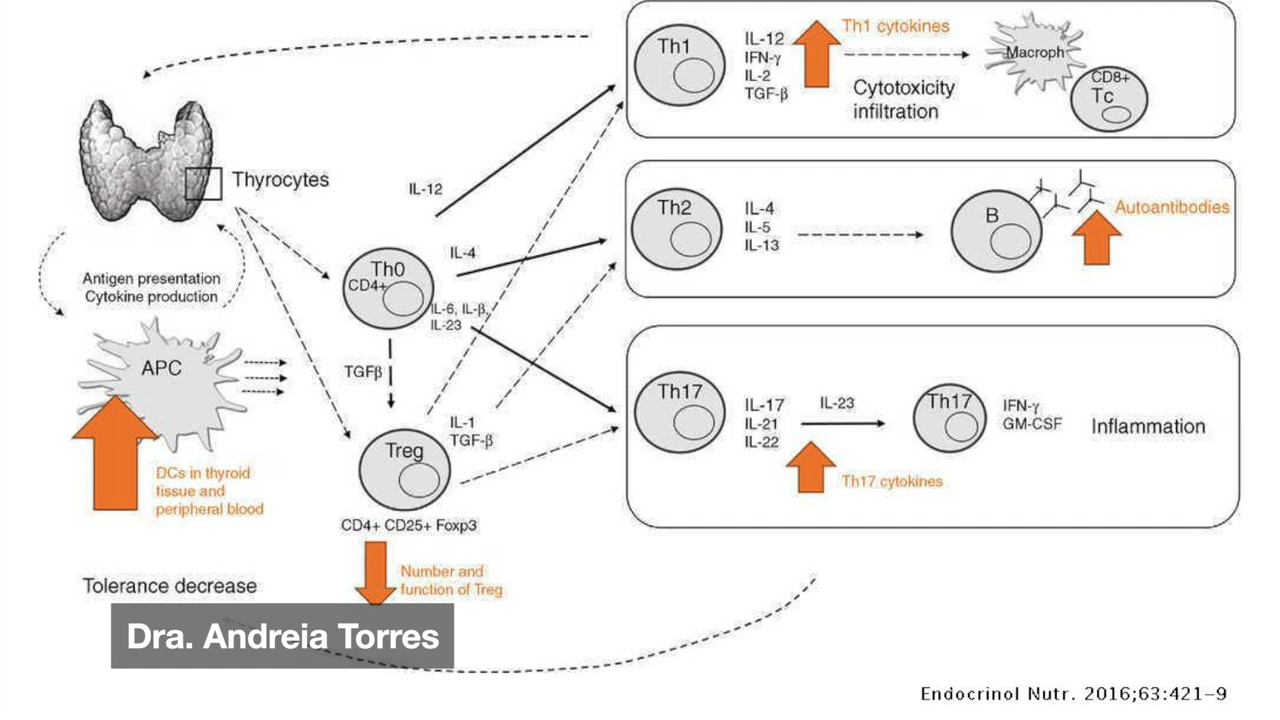 Th1
IL-12
IFN-γ
IL-2
TGF-β
Th1 cytokines
Cytotoxicity
infiltration
Macroph
CD8+
Tc
Thyrocytes
IL-12
Th2
IL-4
IL-5
IL-13
B
Autoantibodies
IL-4
Th0
CD4+
IL-6, IL-β,
IL-23
Antigen presentation
Cytokine production
APC
TGFβ
DCs in thyroid
tissue and
peripheral blood
IL-1
TGF-β
Treg
CD4+ CD25+ Foxp3
Number and
function of Treg
Th17
IL-17
IL-21
IL-22
IL-23
Th17
IFN-γ
GM-CSF
Inflammation
Th17 cytokines
Tolerance decrease
Dra. Andreia Torres
Endocrinol Nutr. 2016;63:421–9